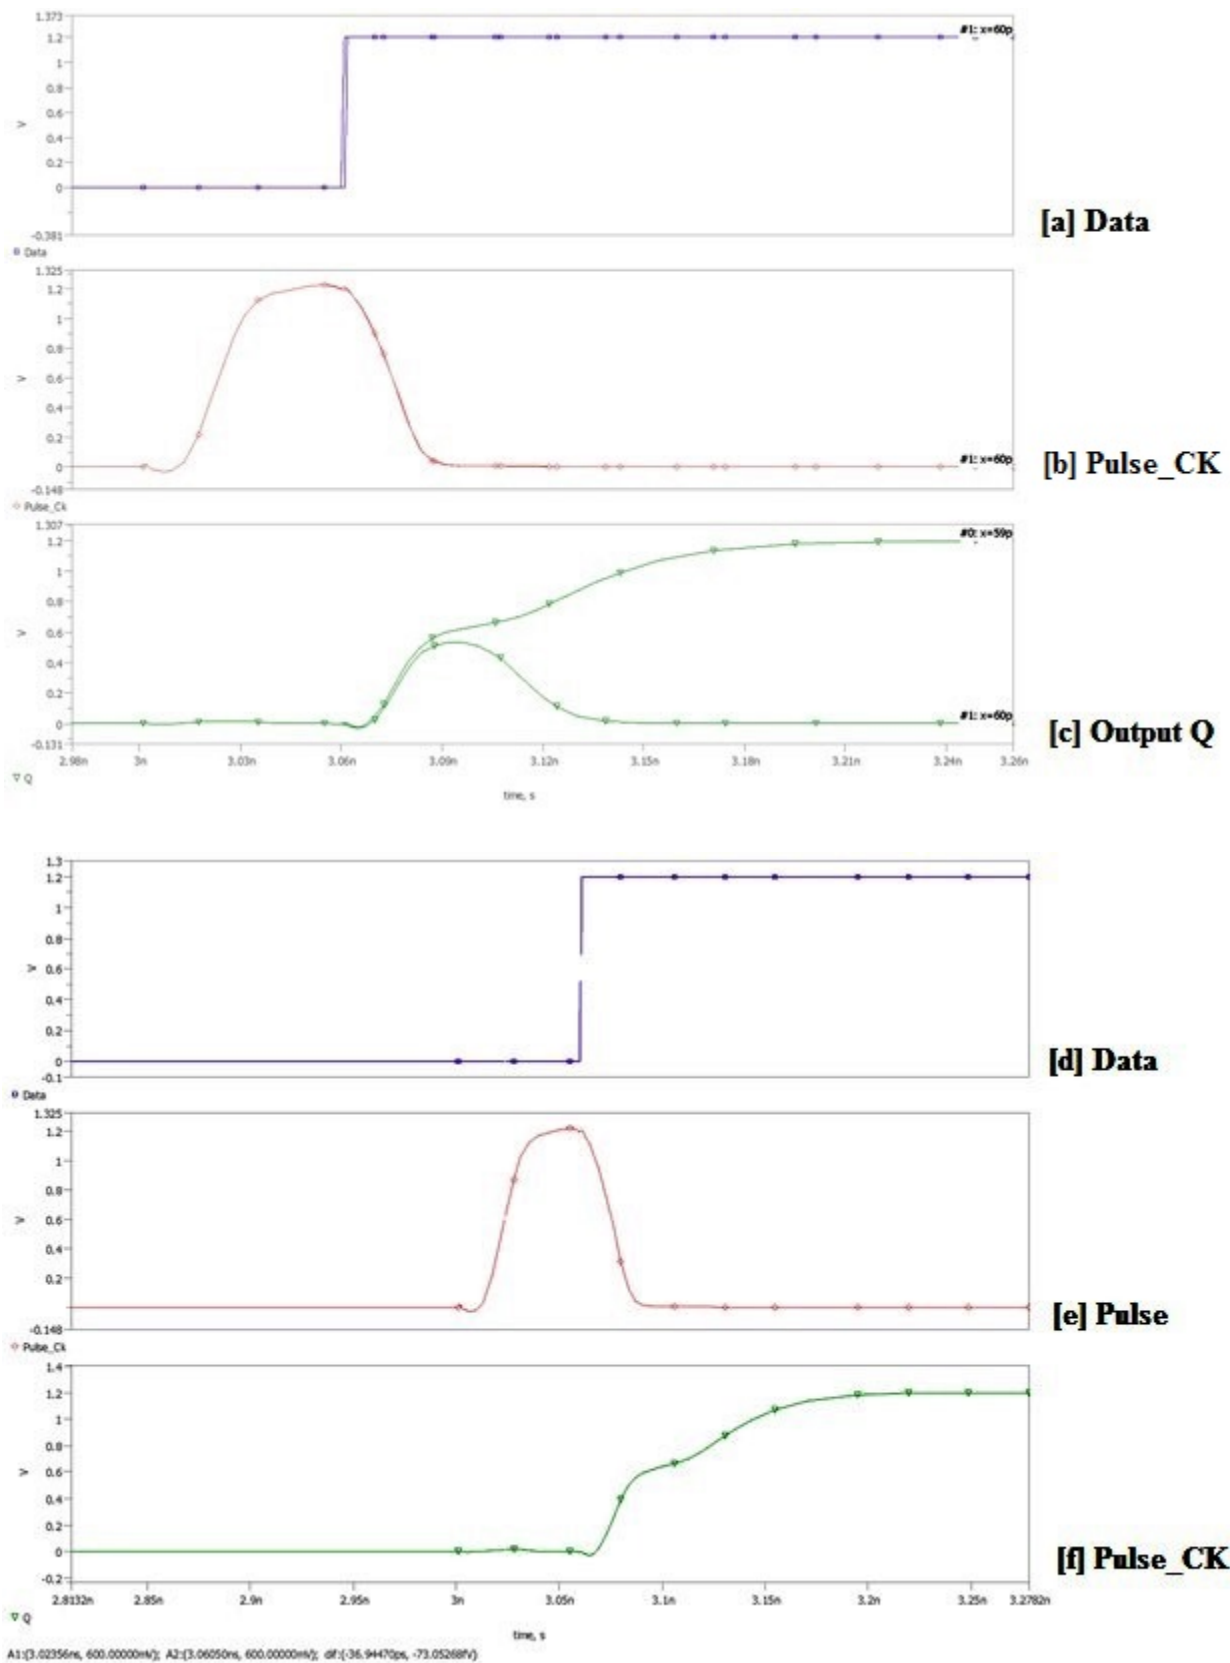 1.373
1.2
1
0.8
0.6
0.4
0.2
0
-0.381
V
#1: x=60p
[a] Data
Data
1.325
1.2
1
0.8
0.6
0.4
0.2
0
-0.148
V
#1: x=60p
[b] Pulse_CK
Pulse_Ck
1.307
1.2
1
0.8
0.6
0.4
0.2
0
-0.131
V
#0: x=59p
#1: x=60p
[c] Output Q
2.98n 3n 3.03n 3.06n 3.09n 3.12n 3.15n 3.18n 3.21n 3.24n 3.26n
Q
time, s
1.3
1.2
1
0.8
0.6
0.4
0.2
0
-0.1
V
[d] Data
Data
1.325
1.2
1
0.8
0.6
0.4
0.2
-0.148
V
[e] Pulse
Pulse_Ck
1.4
1.2
1
0.8
0.6
0.4
0.2
0
-0.2
V
[f] Pulse_CK
2.8132n 2.85n 2.9n 2.95n 3n 3.05n 3.1n 3.15n 3.2n 3.25n 3.2782n
Q
time, s
A1:(3.02356ns, 600.00000mV); A2:(3.06050ns, 600.00000mV); dif:(-36.94470ps, -73.05268fV)